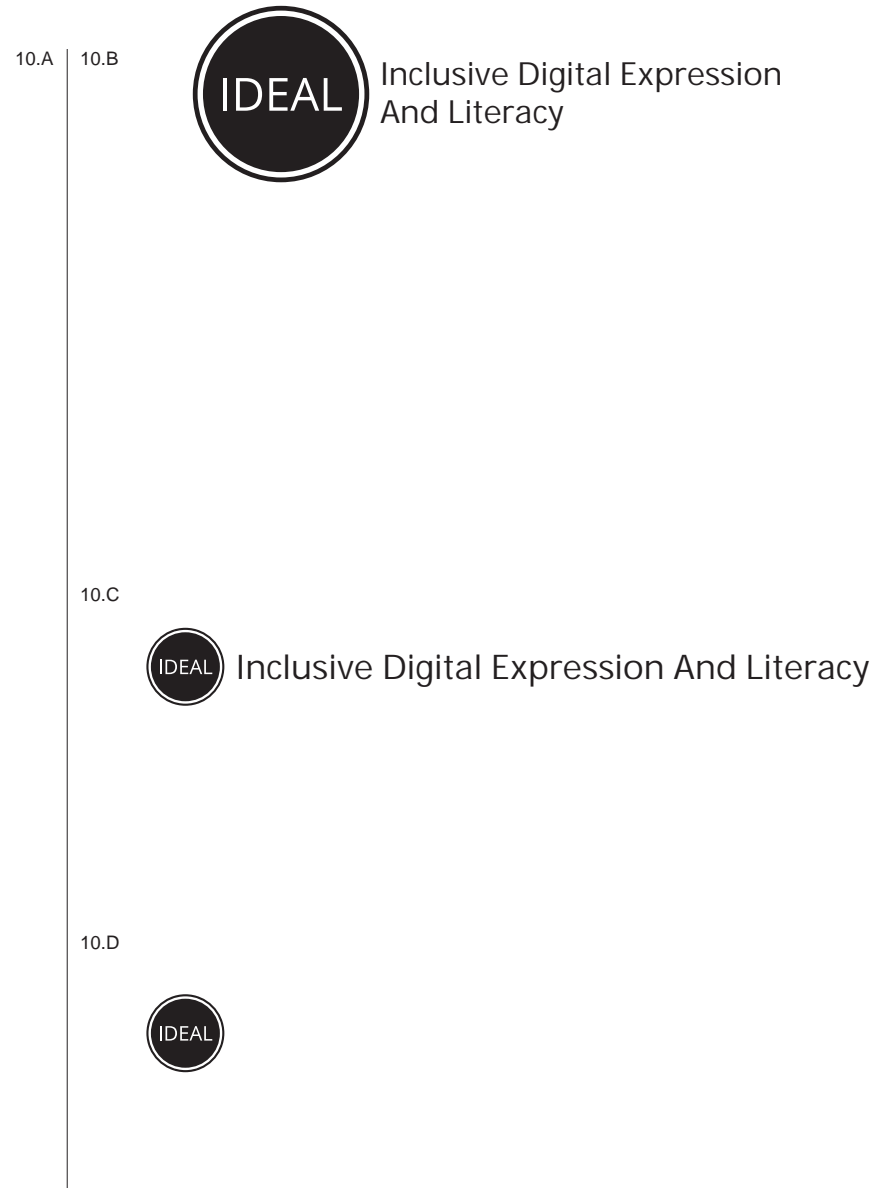 10.A
10.B
IDEAL
Inclusive Digital Expression
And Literacy
10.C
IDEAL
Inclusive Digital Expression And Literacy
10.D
IDEAL